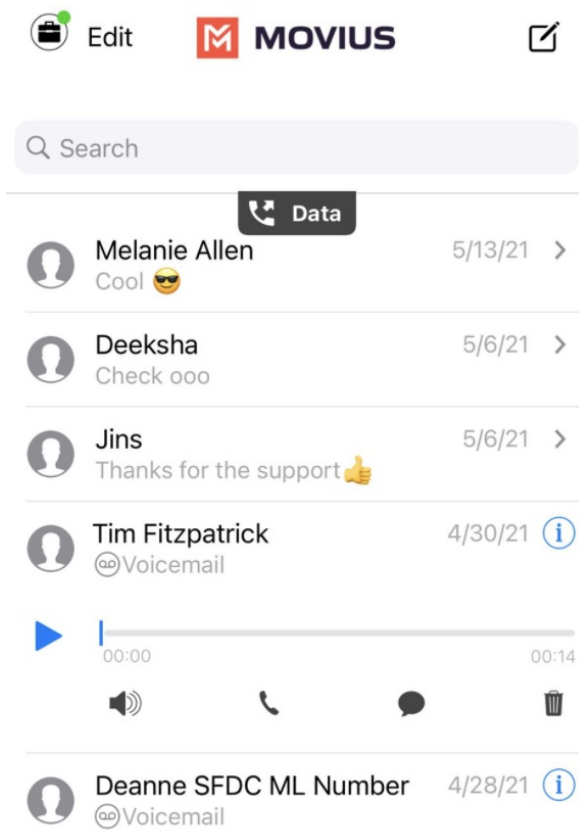 Edit
MOVIUS
Search
Data
Melanie Allen 5/13/21
Cool 😎
Deeksha 5/6/21
Check ooo
Jins 5/6/21
Thanks for the support👍
Tim Fitzpatrick 4/30/21
Voicemail
00:00 00:14
Deanne SFDC ML Number 4/28/21
Voicemail